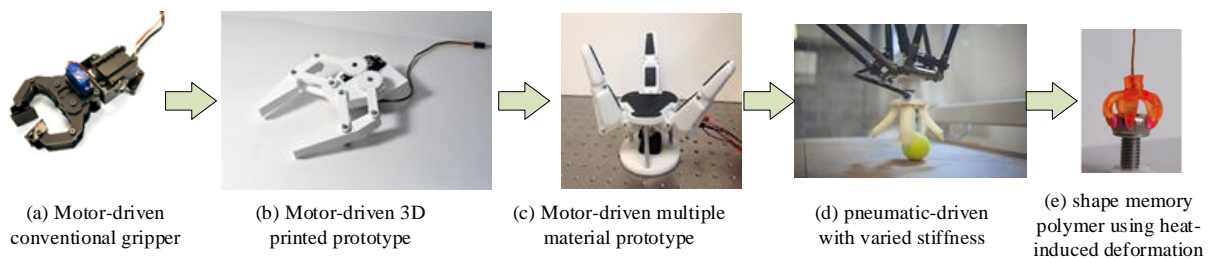 (a) Motor-driven
conventional gripper
(b) Motor-driven 3D
printed prototype
(c) Motor-driven multiple
material prototype
(d) pneumatic-driven
with varied stiffness
(e) shape memory
polymer using heat-
induced deformation